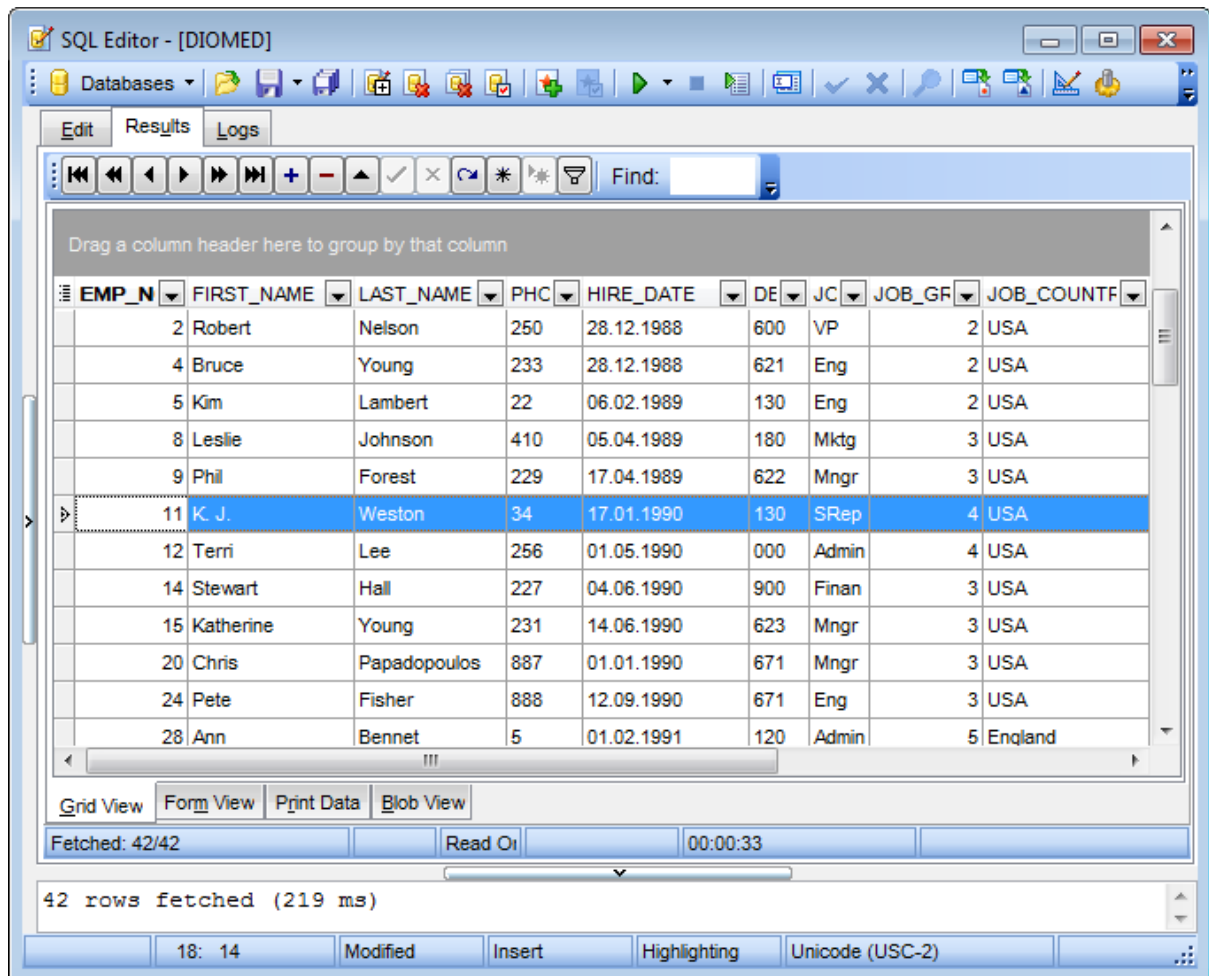 SQL Editor - [DIOMED]
Databases
Edit Results Logs
Find:
Drag a column header here to group by that column
EMP_N FIRST_NAME LAST_NAME PHC HIRE_DATE DE JC JOB_GF JOB_COUNTF
2 Robert Nelson 250 28.12.1988 600 VP 2 USA
4 Bruce Young 233 28.12.1988 621 Eng 2 USA
5 Kim Lambert 22 06.02.1989 130 Eng 2 USA
8 Leslie Johnson 410 05.04.1989 180 Mktg 3 USA
9 Phil Forest 229 17.04.1989 622 Mngr 3 USA
11 K. J. Weston 34 17.01.1990 130 SRep 4 USA
12 Terri Lee 256 01.05.1990 000 Admin 4 USA
14 Stewart Hall 227 04.06.1990 900 Finan 3 USA
15 Katherine Young 231 14.06.1990 623 Mngr 3 USA
20 Chris Papadopoulos 887 01.01.1990 671 Mngr 3 USA
24 Pete Fisher 888 12.09.1990 671 Eng 3 USA
28 Ann Bennet 5 01.02.1991 120 Admin 5 England
Grid View Form View Print Data Blob View
Fetched: 42/42 Read Or 00:00:33
42 rows fetched (219 ms)
18: 14 Modified Insert Highlighting Unicode (USC-2)